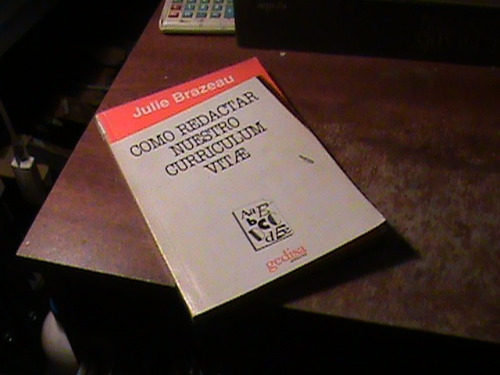 Julie Brazeau
COMO REDACTAR
NUESTRO
CURRICULUM
VITÆ
gedisa